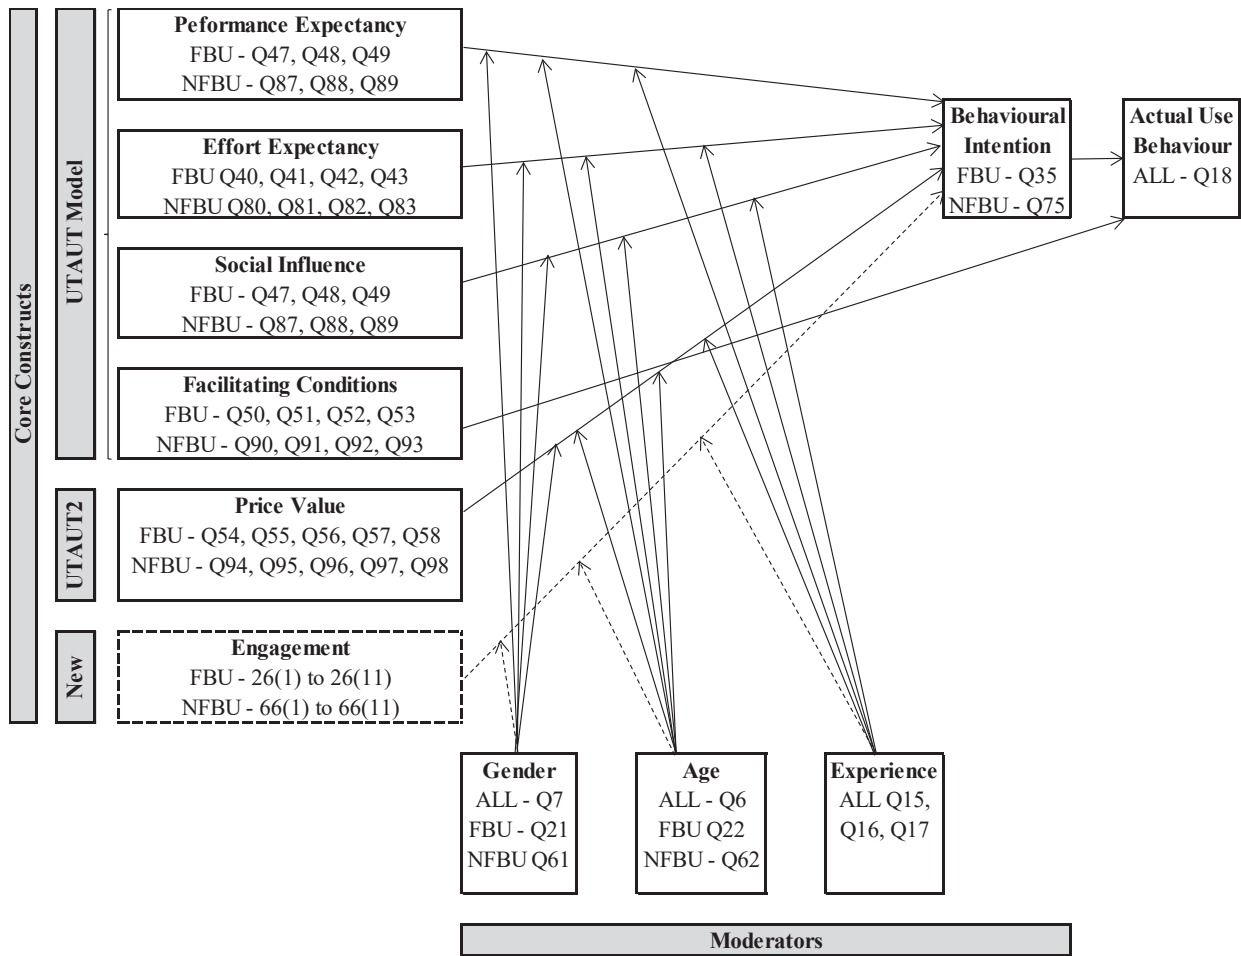 Core Constructs
UTAUT Model
Peformance Expectancy
FBU - Q47, Q48, Q49
NFBU - Q87, Q88, Q89
Effort Expectancy
FBU Q40, Q41, Q42, Q43
NFBU Q80, Q81, Q82, Q83
Social Influence
FBU - Q47, Q48, Q49
NFBU - Q87, Q88, Q89
Facilitating Conditions
FBU - Q50, Q51, Q52, Q53
NFBU - Q90, Q91, Q92, Q93
UTAUT2
Price Value
FBU - Q54, Q55, Q56, Q57, Q58
NFBU - Q94, Q95, Q96, Q97, Q98
New
Engagement
FBU - 26(1) to 26(11)
NFBU - 66(1) to 66(11)
Behavioural
Intention
FBU - Q35
NFBU - Q75
Actual Use
Behaviour
ALL - Q18
Gender
ALL - Q7
FBU - Q21
NFBU Q61
Age
ALL - Q6
FBU Q22
NFBU - Q62
Experience
ALL Q15,
Q16, Q17
Moderators